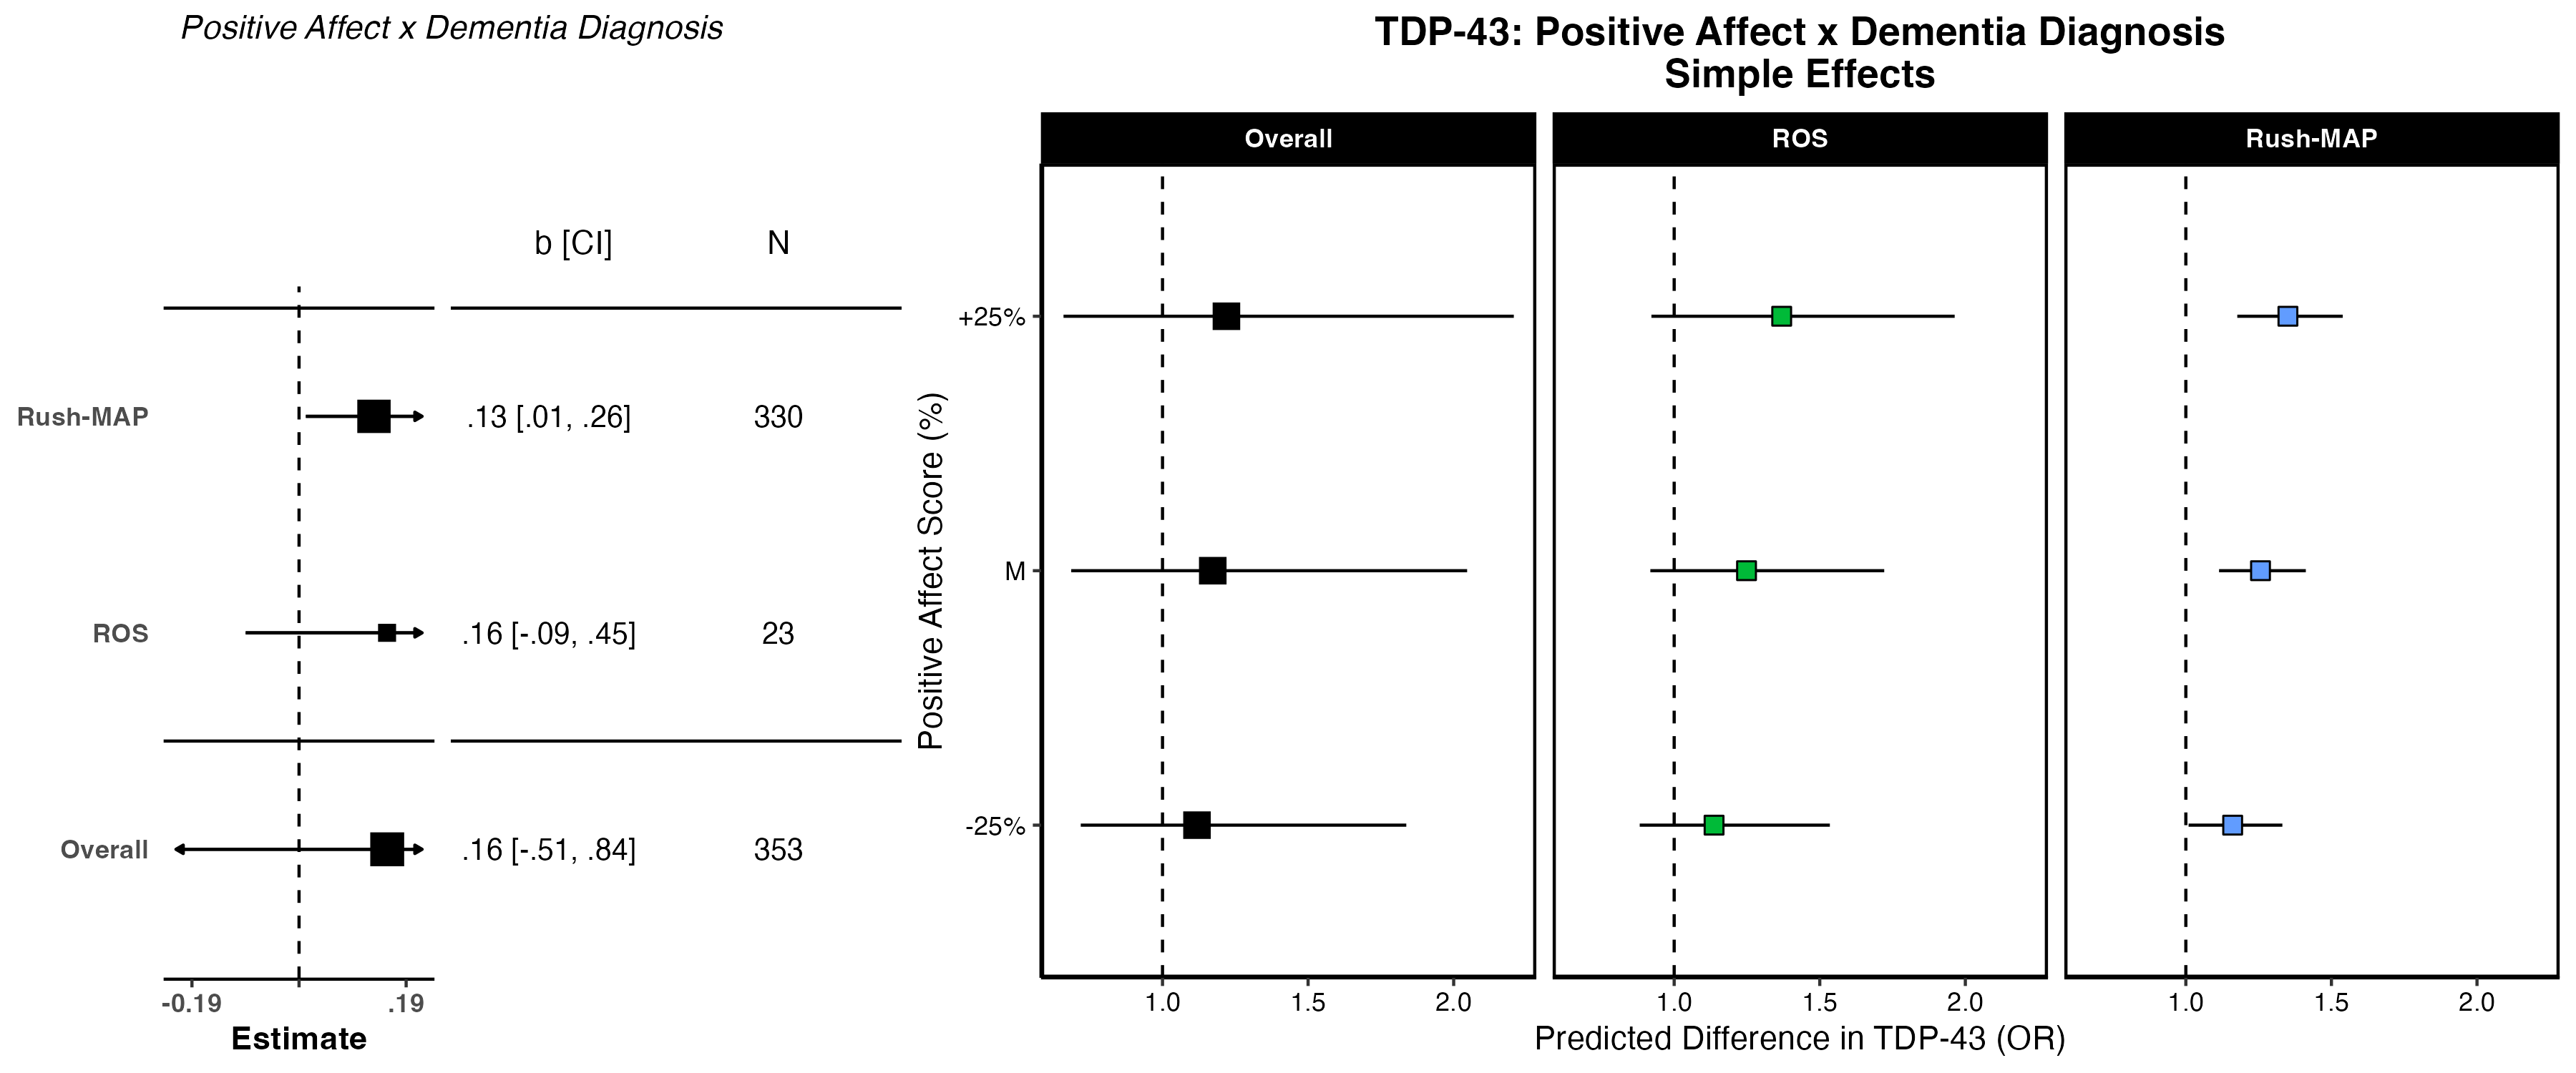 Positive Affect x Dementia Diagnosis
b [CI] N
Rush-MAP .13 [.01, .26] 330
ROS .16 [-.09, .45] 23
Overall .16 [-.51, .84] 353
-0.19 .19
Estimate
TDP-43: Positive Affect x Dementia Diagnosis
Simple Effects
Overall ROS Rush-MAP
Positive Affect Score (%)
+25%
M
-25%
1.0 1.5 2.0 1.0 1.5 2.0 1.0 1.5 2.0
Predicted Difference in TDP-43 (OR)